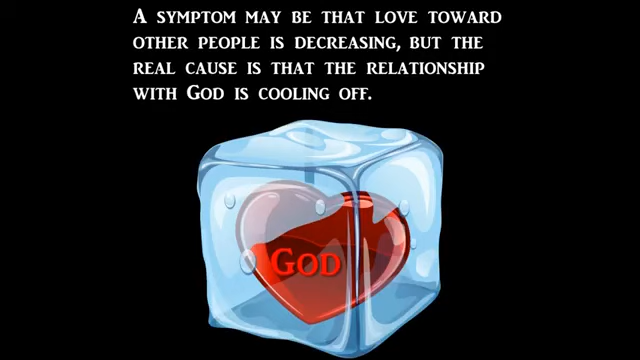 A symptom may be that love toward
other people is decreasing, but the
real cause is that the relationship
with God is cooling off.
God